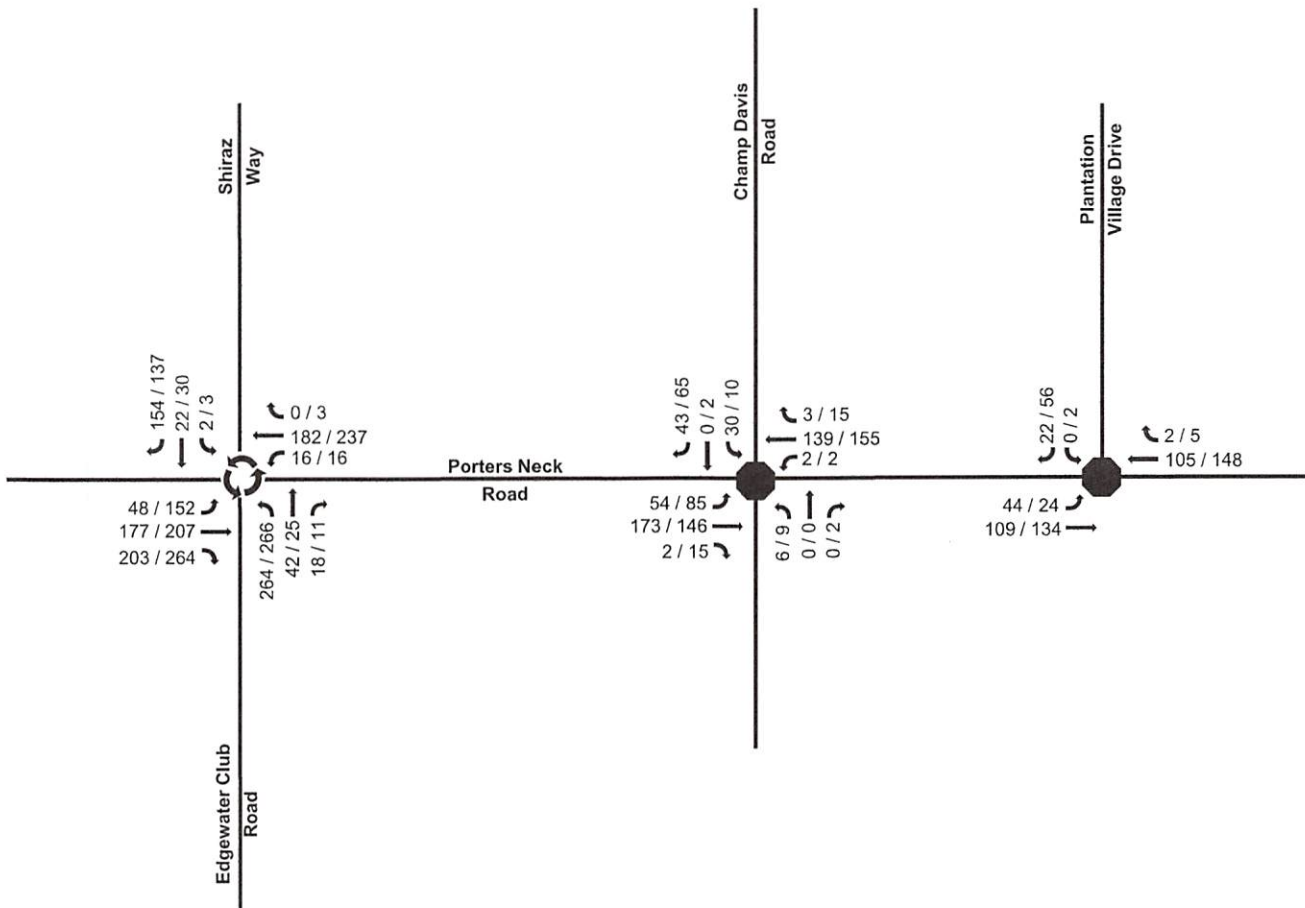 Shiraz
Way
Champ Davis
Road
Plantation
Village Drive
154 / 137
22 / 30
2 / 3
0 / 3
182 / 237
16 / 16
48 / 152
177 / 207
203 / 264
264 / 266
42 / 25
18 / 11
Porters Neck
Road
43 / 65
0 / 2
30 / 10
3 / 15
139 / 155
2 / 2
54 / 85
173 / 146
2 / 15
6 / 9
0 / 0
0 / 2
22 / 56
0 / 2
2 / 5
105 / 148
44 / 24
109 / 134
Edgewater Club
Road